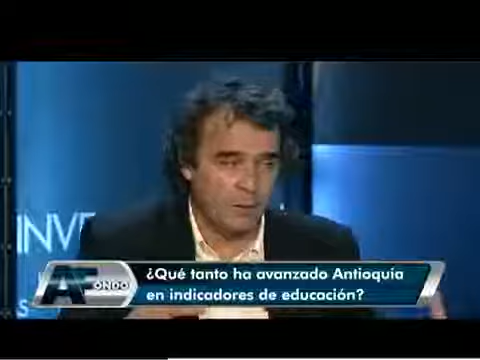 INVE
S
AF
ONDO
¿Qué tanto ha avanzado Antioquia
en indicadores de educación?